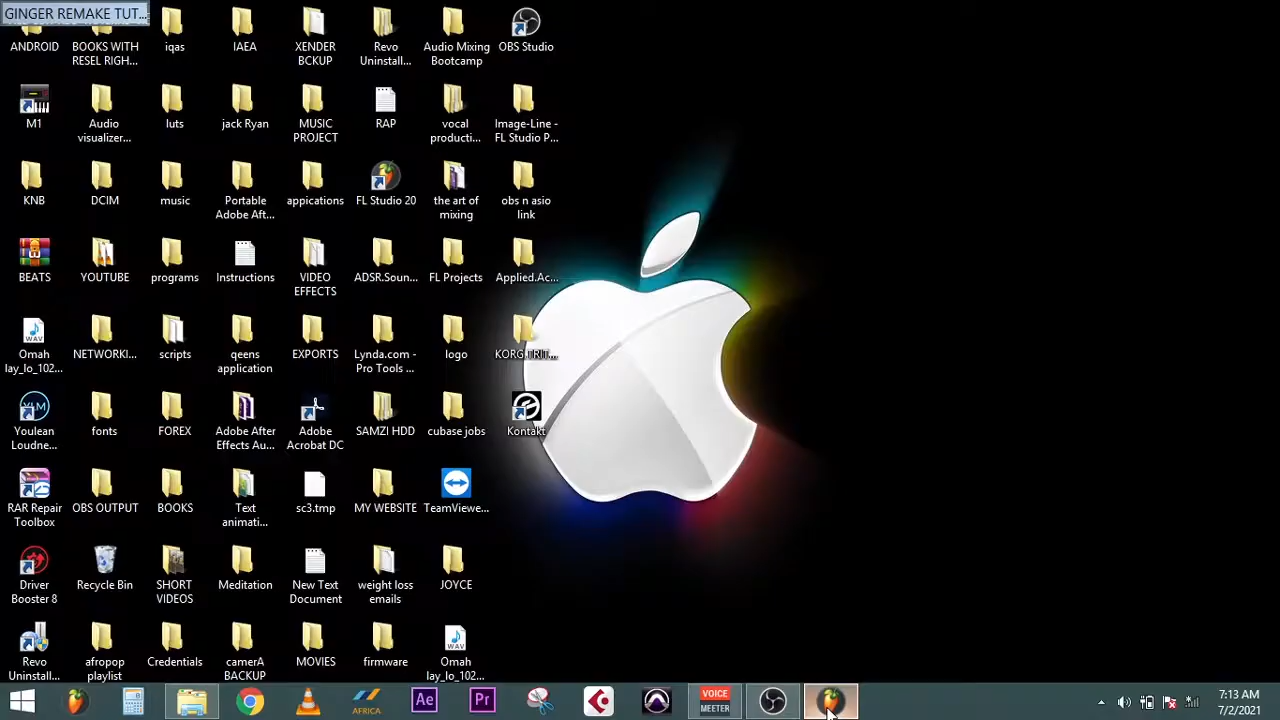 GINGER REMAKE TUT...
ANDROID
BOOKS WITH
RESEL RIGH...
iqas
IAEA
XENDER
BCKUP
Revo
Uninstall...
Audio Mixing
Bootcamp
OBS Studio
M1
Audio
visualizer...
luts
jack Ryan
MUSIC
PROJECT
RAP
vocal
producti...
Image-Line -
FL Studio P...
KNB
DCIM
music
Portable
Adobe Aft...
appications
FL Studio 20
the art of
mixing
obs n asio
link
BEATS
YOUTUBE
programs
Instructions
VIDEO
EFFECTS
ADSR.Soun...
FL Projects
Applied.Ac...
Omah
lay_lo_102...
NETWORKI...
scripts
qeens
application
EXPORTS
Lynda.com -
Pro Tools ...
logo
KORG.TRIT...
Youlean
Loudne...
fonts
FOREX
Adobe After
Effects Au...
Adobe
Acrobat DC
SAMZI HDD
cubase jobs
Kontakt
RAR Repair
Toolbox
OBS OUTPUT
BOOKS
Text
animati...
sc3.tmp
MY WEBSITE
TeamViewe...
Driver
Booster 8
Recycle Bin
SHORT
VIDEOS
Meditation
New Text
Document
weight loss
emails
JOYCE
Revo
Uninstall...
afropop
playlist
Credentials
camerA
BACKUP
MOVIES
firmware
Omah
lay_lo_102...
AFRICA
Ae
Pr
VOICE
MEETER
7:13 AM
7/2/2021